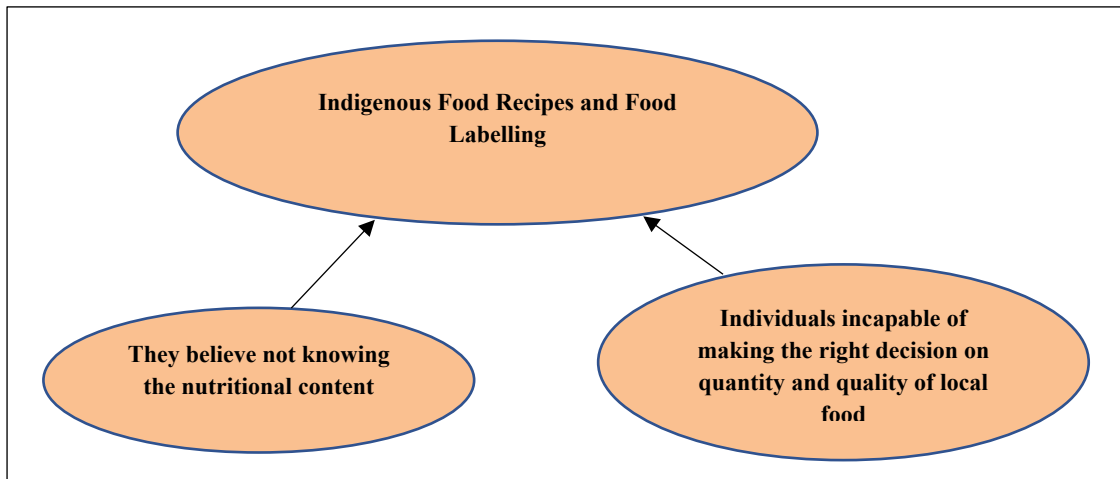 Indigenous Food Recipes and Food
Labelling
They believe not knowing
the nutritional content
Individuals incapable of
making the right decision on
quantity and quality of local
food